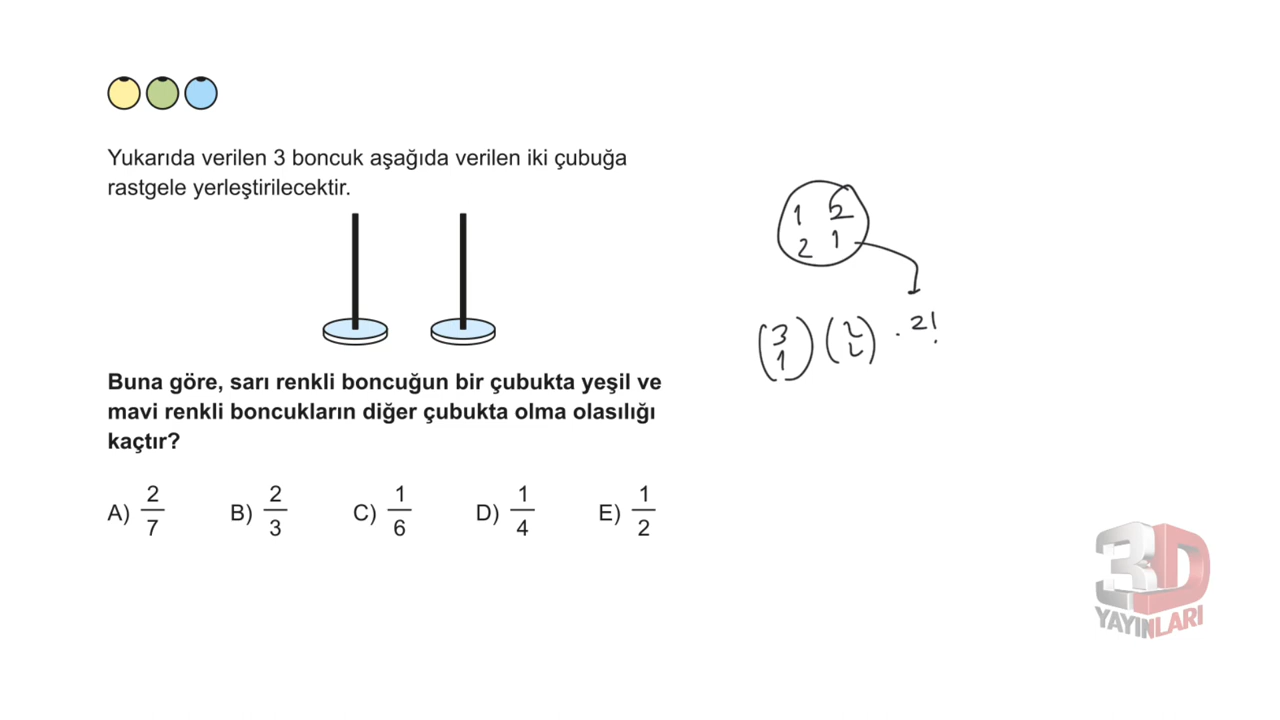 Yukarıda verilen 3 boncuk aşağıda verilen iki çubuğa
rastgele yerleştirilecektir.
Buna göre, sarı renkli boncuğun bir çubukta yeşil ve
mavi renkli boncukların diğer çubukta olma olasılığı
kaçtır?
A) 2/7 B) 2/3 C) 1/6 D) 1/4 E) 1/2
1 2
2 1
(3 1) (2 2) . 2!
3D
YAYINLARI